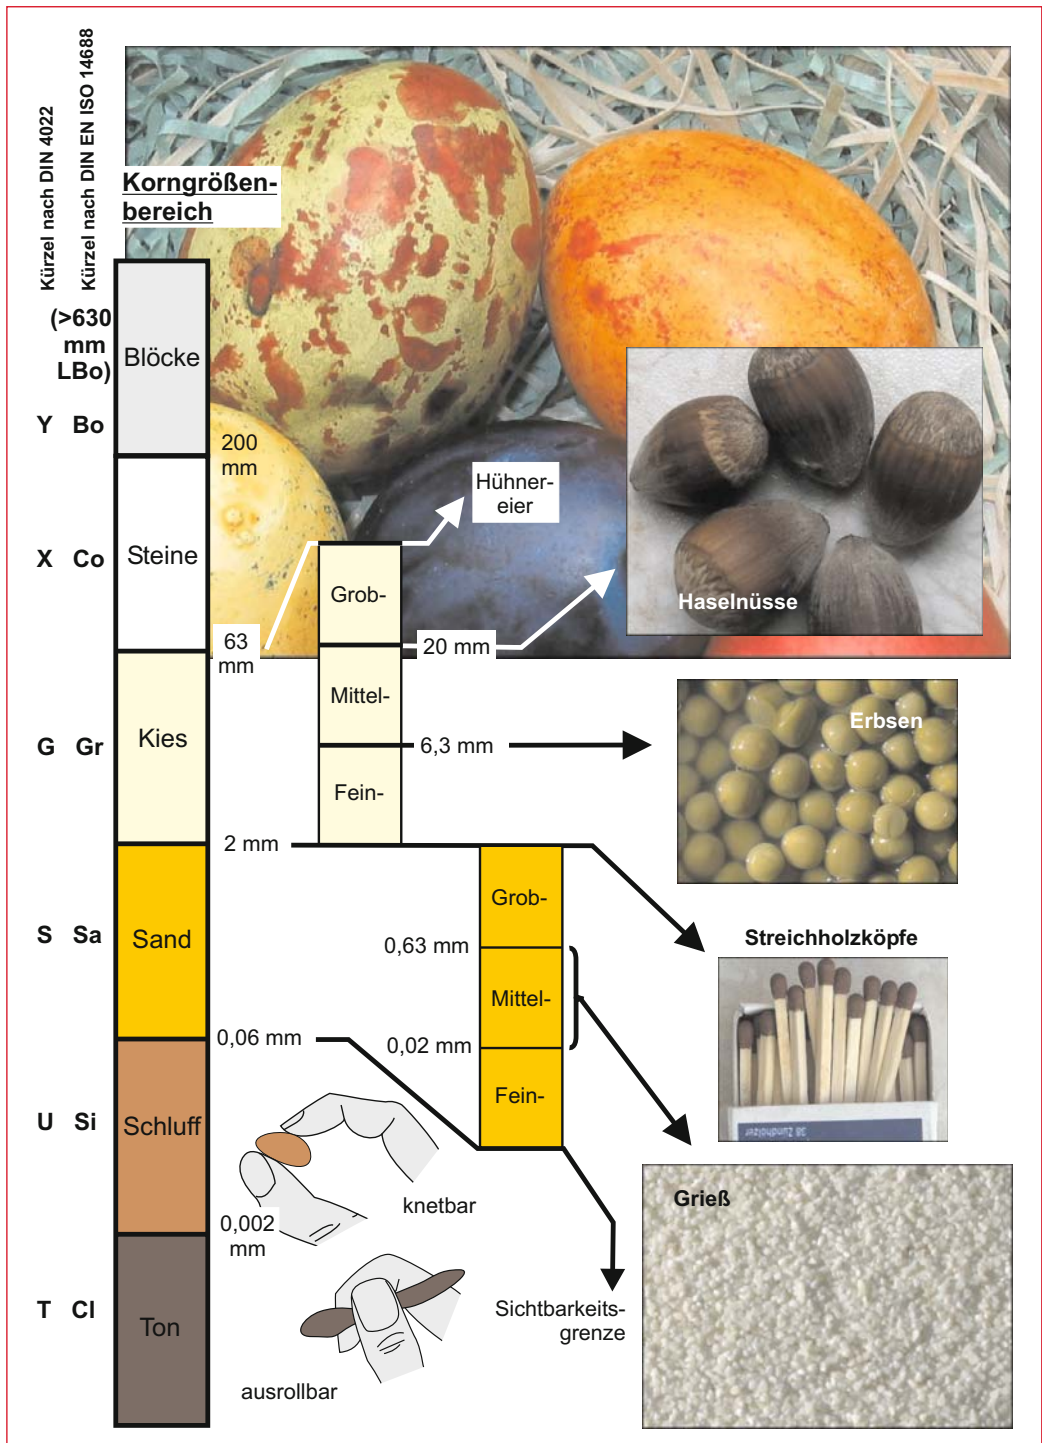 Kürzel nach DIN 4022
Kürzel nach DIN EN ISO 14688
Korngrößen-
bereich
(>630
mm
LBo)
Blöcke
Y Bo
200
mm
Hühner-
eier
X Co
Steine
Grob-
Haselnüsse
63
mm
20 mm
Mittel-
Erbsen
G Gr
Kies
6,3 mm
Fein-
2 mm
Grob-
S Sa
Sand
0,63 mm
Streichholzköpfe
Mittel-
0,06 mm
0,02 mm
Fein-
U Si
Schluff
38 Zündhölzer
knetbar
Grieß
0,002
mm
T Cl
Ton
Sichtbarkeits-
grenze
ausrollbar